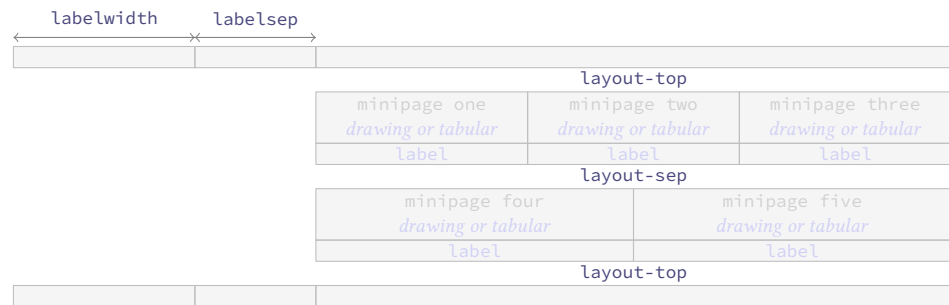 labelwidth labelsep
layout-top
minipage one minipage two minipage three
drawing or tabular drawing or tabular drawing or tabular
label label label
layout-sep
minipage four minipage five
drawing or tabular drawing or tabular
label label
layout-top